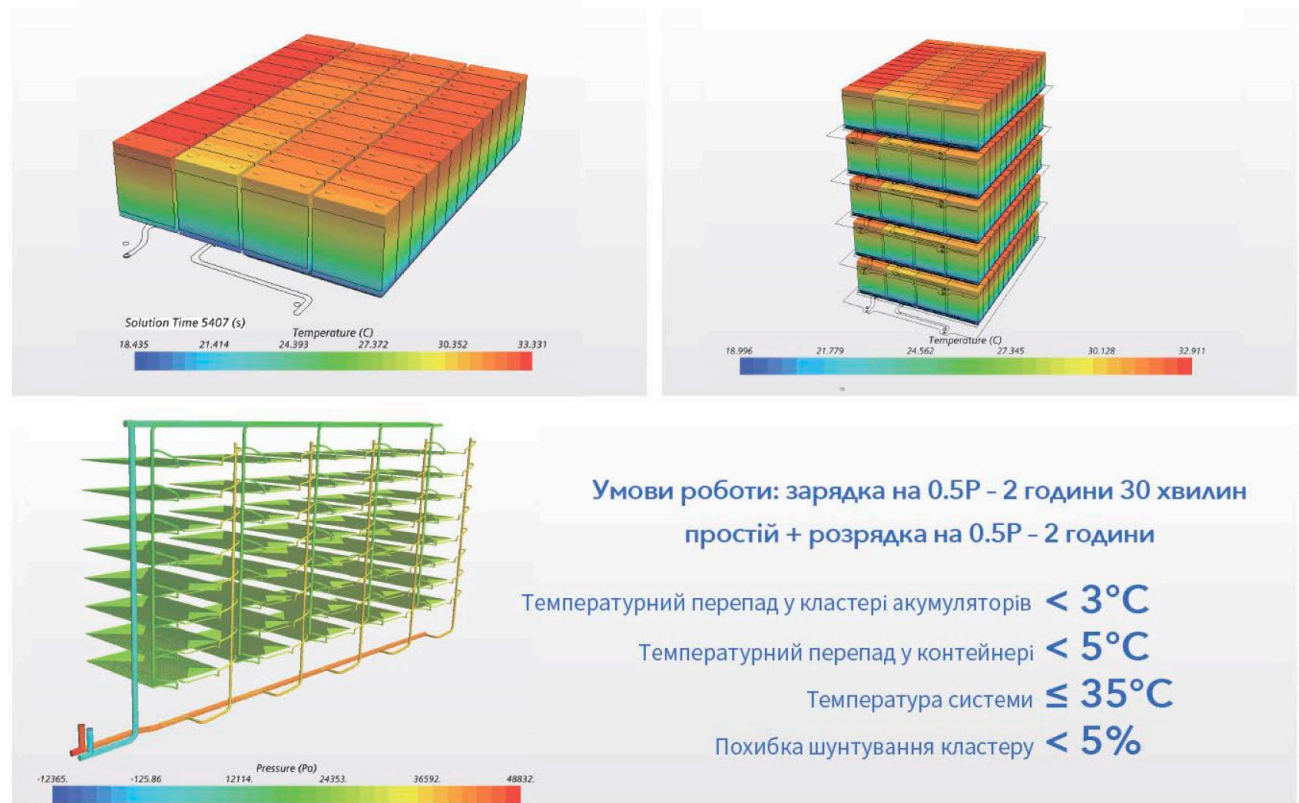 Solution Time 5407 (s)
Temperature (C)
18.435 21.414 24.393 27.372 30.352 33.331
Temperature (C)
18.996 21.779 24.562 27.345 30.128 32.911
Умови роботи: зарядка на 0.5P – 2 години 30 хвилин
простій + розрядка на 0.5P – 2 години
Температурний перепад у кластері акумуляторів < 3°C
Температурний перепад у контейнері < 5°C
Температура системи ≤ 35°C
Похибка шунтування кластеру < 5%
Pressure (Pa)
-12365. -125.86 12114. 24353. 36592. 48832.